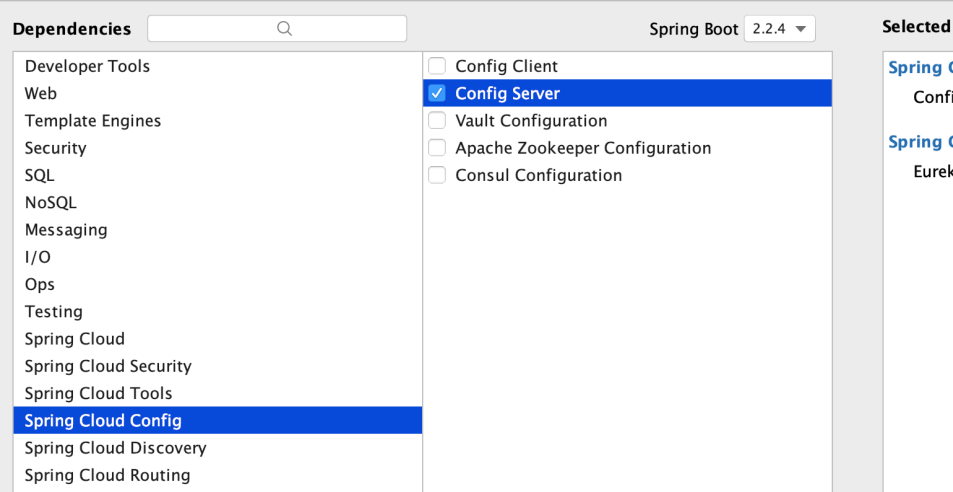 Dependencies
Spring Boot 2.2.4
Selected
Developer Tools
Web
Template Engines
Security
SQL
NoSQL
Messaging
I/O
Ops
Testing
Spring Cloud
Spring Cloud Security
Spring Cloud Tools
Spring Cloud Config
Spring Cloud Discovery
Spring Cloud Routing
Config Client
Config Server
Vault Configuration
Apache Zookeeper Configuration
Consul Configuration
Spring
Confi
Spring
Eurek